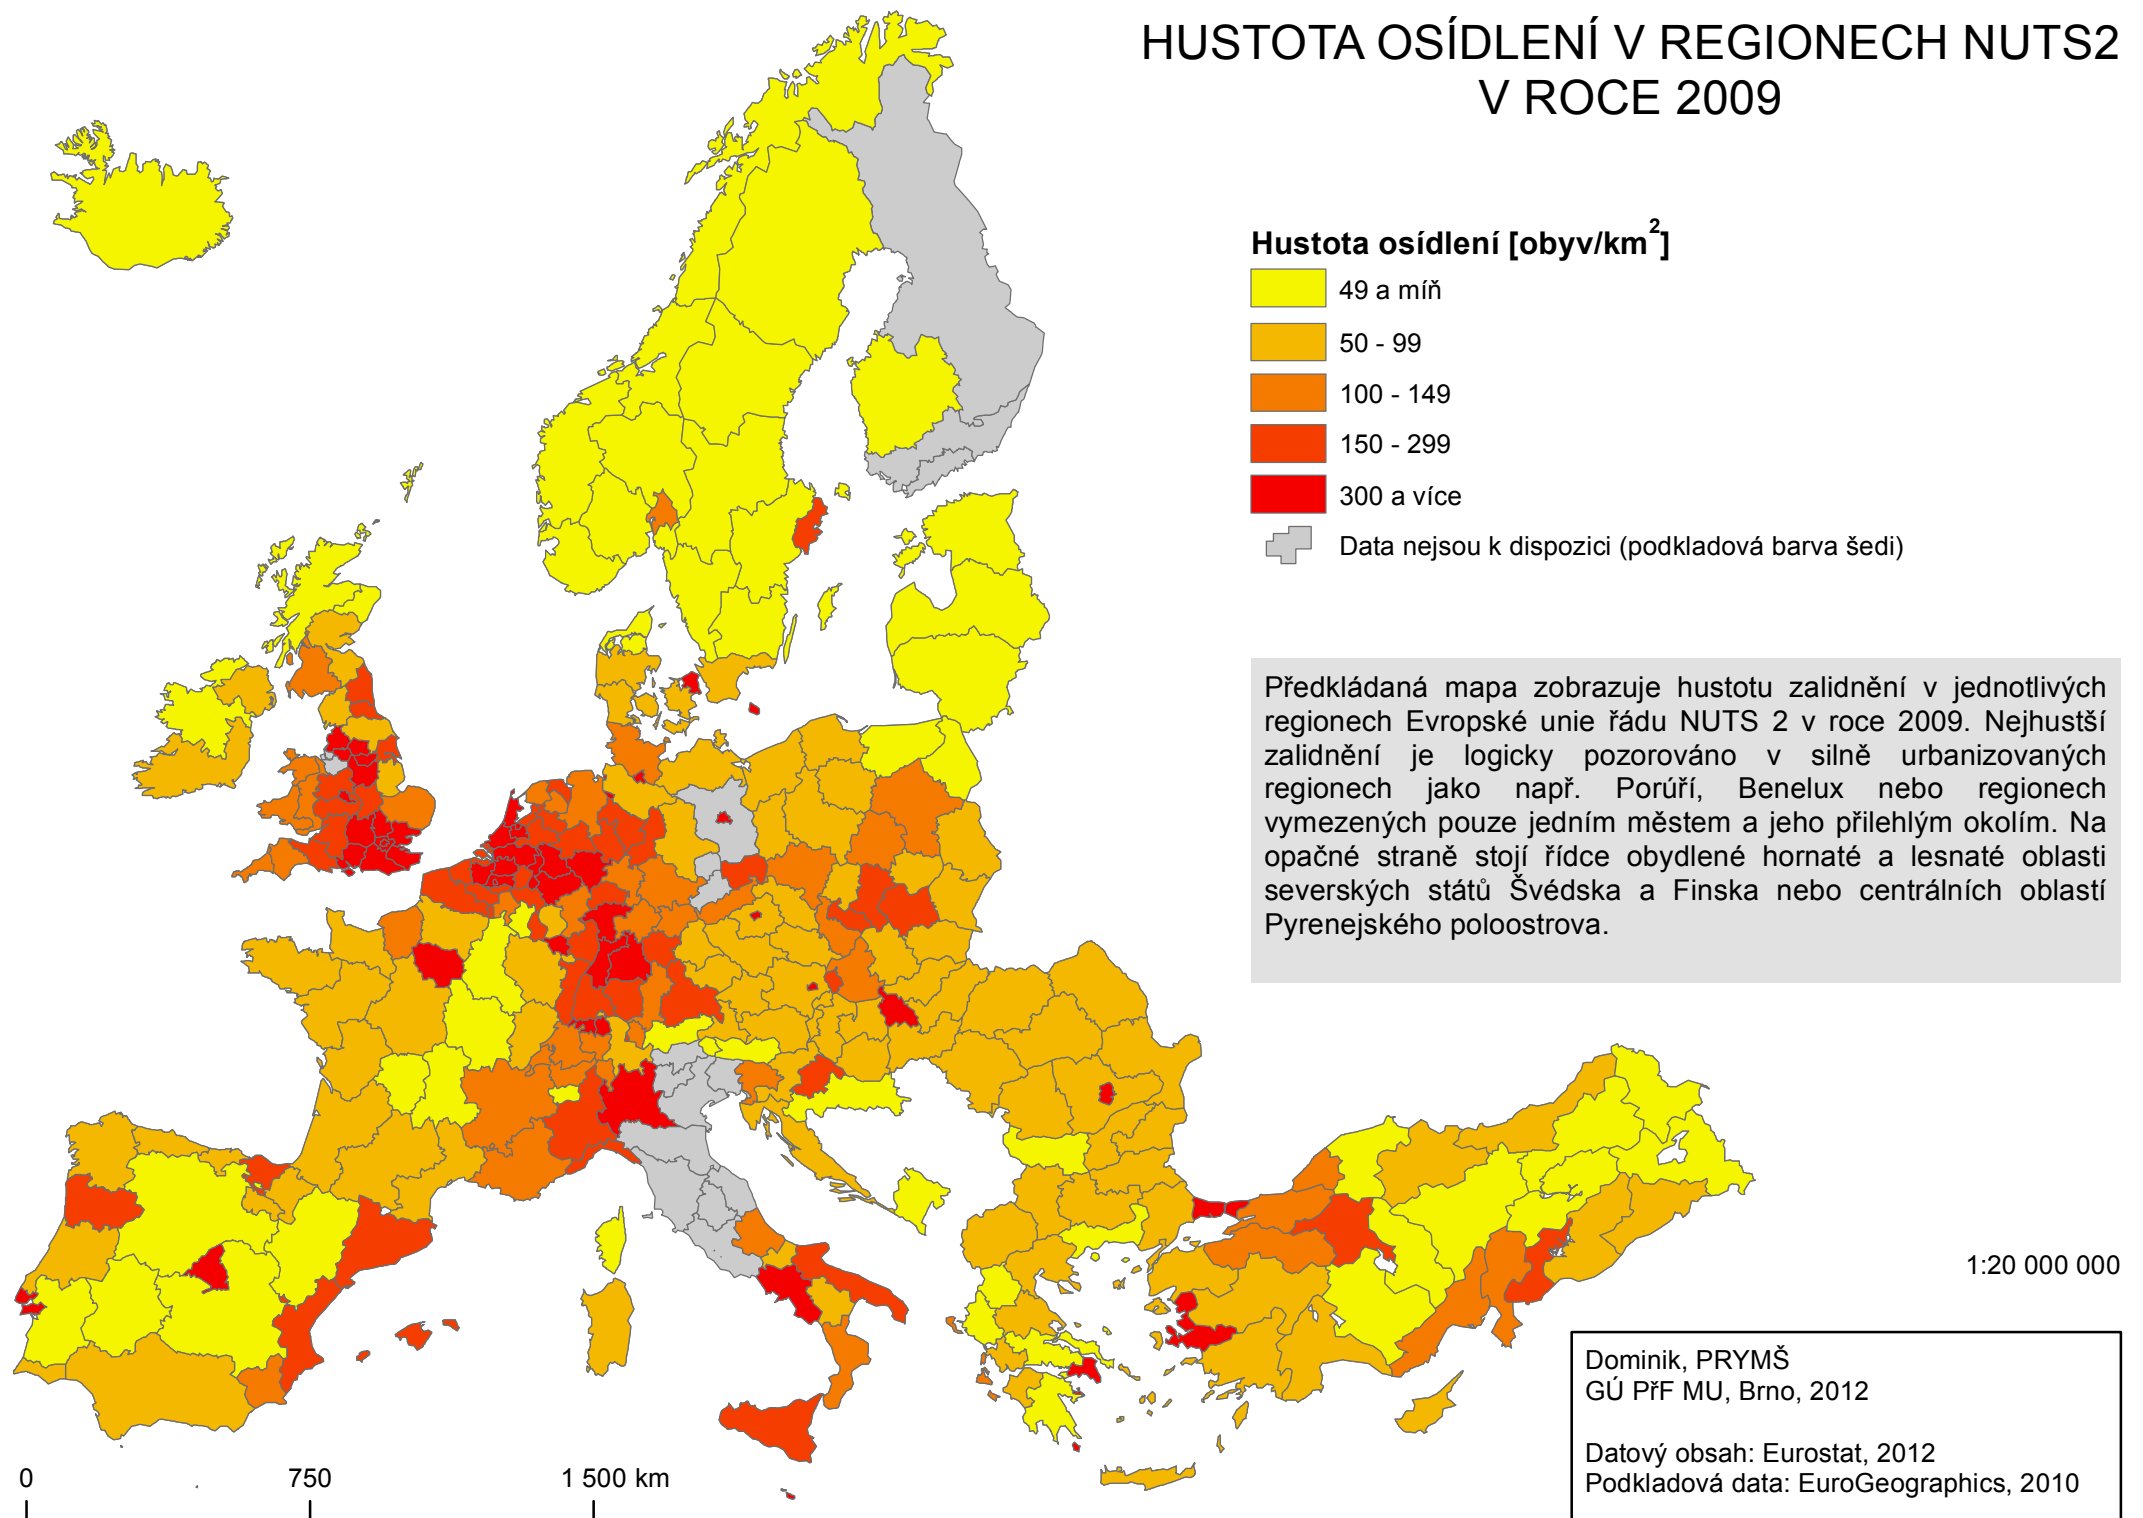 HUSTOTA OSÍDLENÍ V REGIONECH NUTS2
V ROCE 2009
Hustota osídlení [obyv/km²]
49 a míň
50 - 99
100 - 149
150 - 299
300 a více
Data nejsou k dispozici (podkladová barva šedi)
Předkládaná mapa zobrazuje hustotu zalidnění v jednotlivých
regionech Evropské unie řádu NUTS 2 v roce 2009. Nejhustší
zalidnění je logicky pozorováno v silně urbanizovaných
regionech jako např. Porúří, Benelux nebo regionech
vymezených pouze jedním městem a jeho přilehlým okolím. Na
opačné straně stojí řídce obydlené hornaté a lesnaté oblasti
severských států Švédska a Finska nebo centrálních oblastí
Pyrenejského poloostrova.
1:20 000 000
Dominik, PRYMŠ
GÚ PřF MU, Brno, 2012
Datový obsah: Eurostat, 2012
Podkladová data: EuroGeographics, 2010
0 750 1 500 km